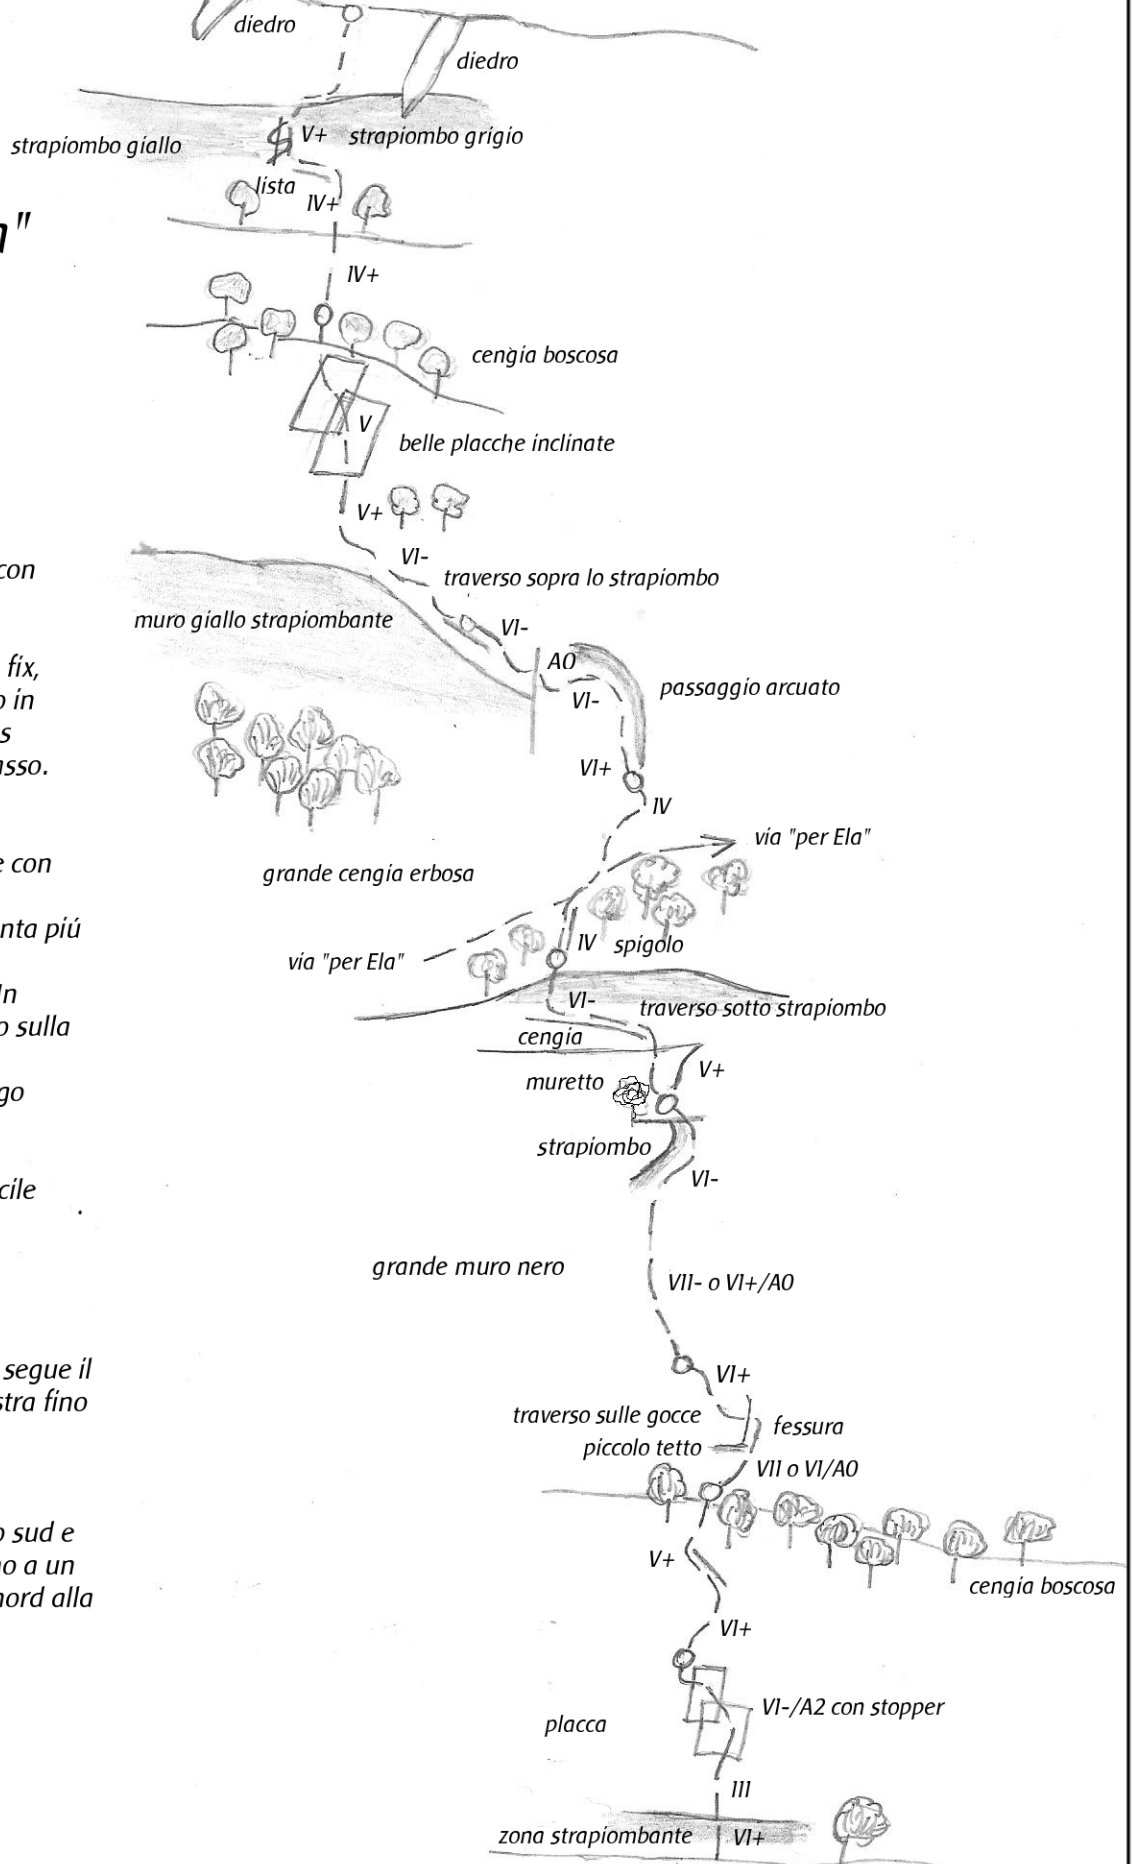 diedro
diedro
strapiombo giallo
V+ strapiombo grigio
lista
IV+
n"
IV+
cengia boscosa
V
belle placche inclinate
V+
VI-
con
traverso sopra lo strapiombo
muro giallo strapiombante
VI-
fix,
A0
passaggio arcuato
o in
VI-
s
asso.
VI+
IV
via "per Ela"
e con
grande cengia erbosa
nta piú
IV spigolo
via "per Ela"
In
VI-
traverso sotto strapiombo
o sulla
cengia
V+
muretto
go
strapiombo
VI-
cile
grande muro nero
VII- o VI+/A0
segue il
VI+
stra fino
traverso sulle gocce
fessura
piccolo tetto
VII o VI/A0
o sud e
V+
no a un
cengia boscosa
nord alla
VI+
VI-/A2 con stopper
placca
III
zona strapiombante
VI+